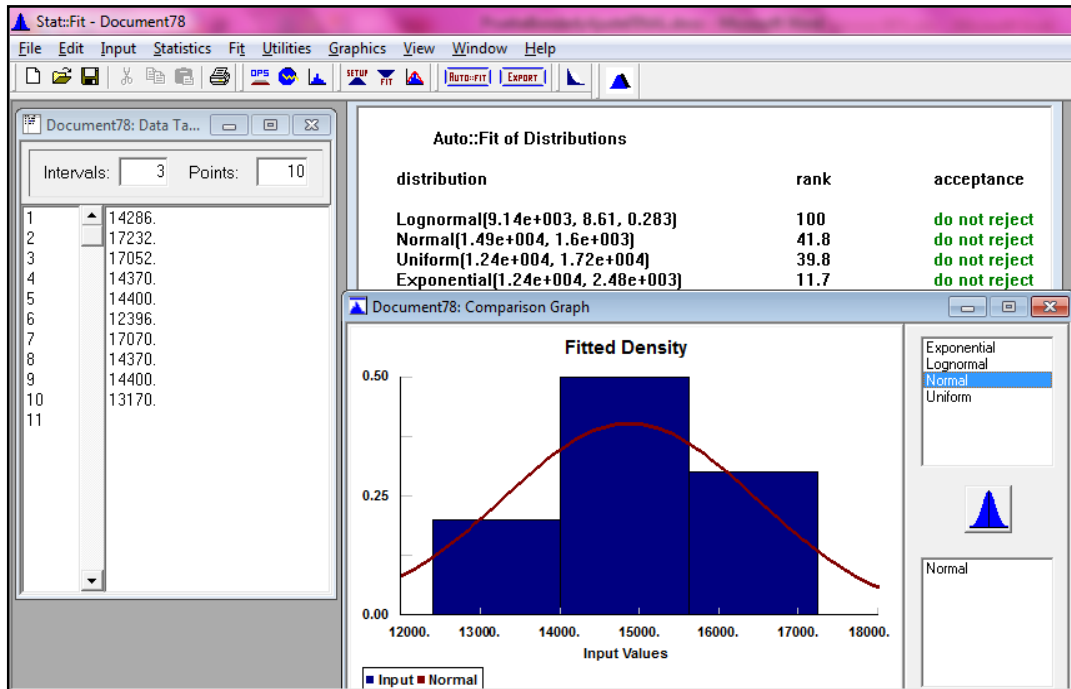 Stat::Fit - Document78
File Edit Input Statistics Fit Utilities Graphics View Window Help
OPS SETUP FIT AUTO::FIT EXPORT
Document78: Data Ta...
Intervals: 3 Points: 10
1 14286.
2 17232.
3 17052.
4 14370.
5 14400.
6 12396.
7 17070.
8 14370.
9 14400.
10 13170.
11
Auto::Fit of Distributions
distribution rank acceptance
Lognormal(9.14e+003, 8.61, 0.283) 100 do not reject
Normal(1.49e+004, 1.6e+003) 41.8 do not reject
Uniform(1.24e+004, 1.72e+004) 39.8 do not reject
Exponential(1.24e+004, 2.48e+003) 11.7 do not reject
Document78: Comparison Graph
Fitted Density
0.50
0.25
0.00
12000. 13000. 14000. 15000. 16000. 17000. 18000.
Input Values
Input Normal
Exponential
Lognormal
Normal
Uniform
Normal